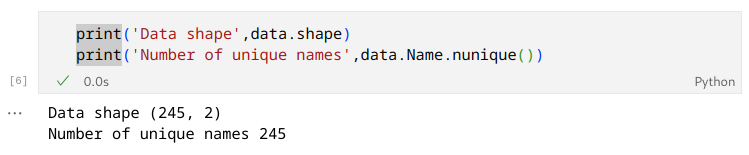 print('Data shape',data.shape)
print('Number of unique names',data.Name.nunique())
[6]
0.0s
Python
...
Data shape (245, 2)
Number of unique names 245